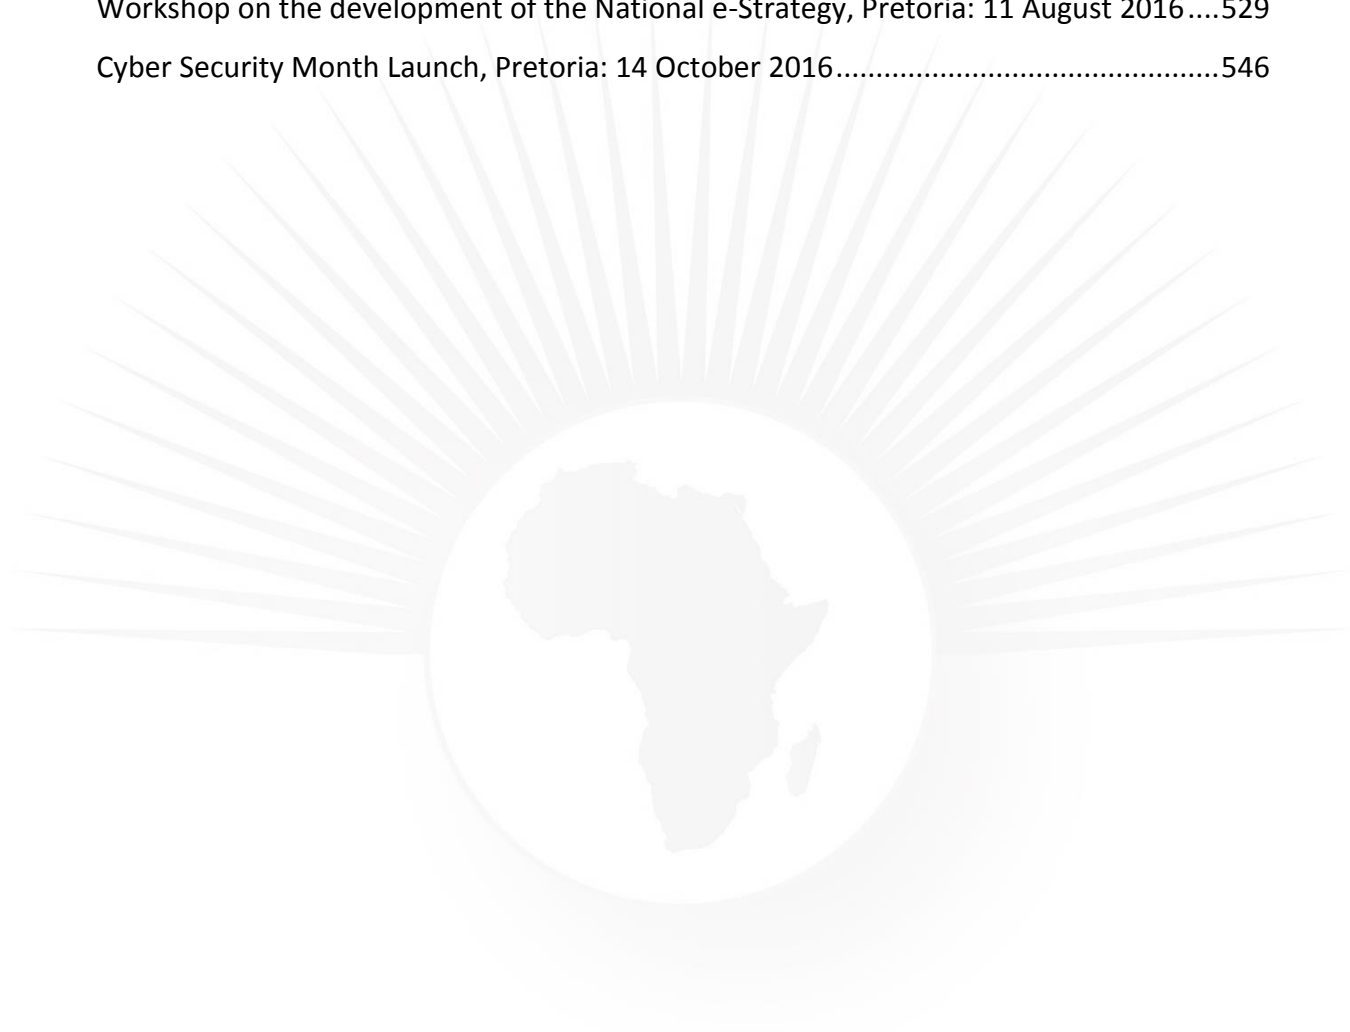 Workshop on the development of the National e-Strategy, Pretoria: 11 August 2016....529
Cyber Security Month Launch, Pretoria: 14 October 2016................................................546